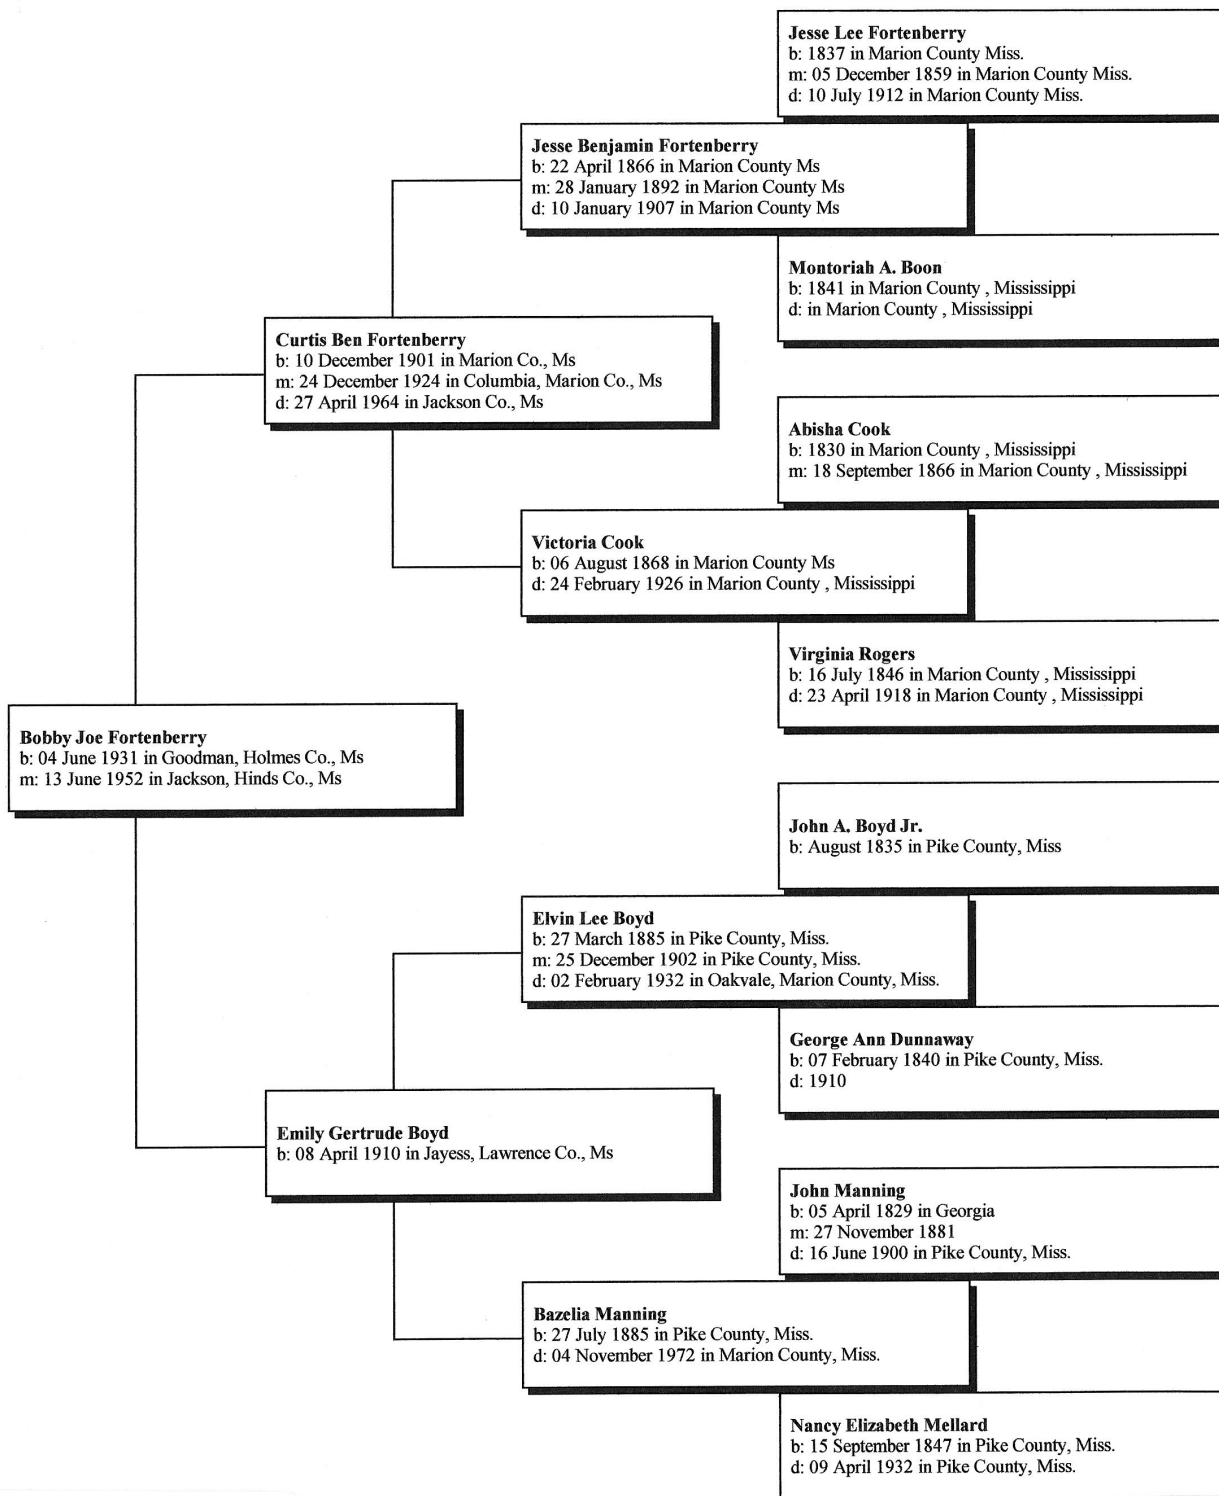 Jesse Lee Fortenberry
b: 1837 in Marion County Miss.
m: 05 December 1859 in Marion County Miss.
d: 10 July 1912 in Marion County Miss.
Jesse Benjamin Fortenberry
b: 22 April 1866 in Marion County Ms
m: 28 January 1892 in Marion County Ms
d: 10 January 1907 in Marion County Ms
Montoriah A. Boon
b: 1841 in Marion County , Mississippi
d: in Marion County , Mississippi
Curtis Ben Fortenberry
b: 10 December 1901 in Marion Co., Ms
m: 24 December 1924 in Columbia, Marion Co., Ms
d: 27 April 1964 in Jackson Co., Ms
Abisha Cook
b: 1830 in Marion County , Mississippi
m: 18 September 1866 in Marion County , Mississippi
Victoria Cook
b: 06 August 1868 in Marion County Ms
d: 24 February 1926 in Marion County , Mississippi
Virginia Rogers
b: 16 July 1846 in Marion County , Mississippi
d: 23 April 1918 in Marion County , Mississippi
Bobby Joe Fortenberry
b: 04 June 1931 in Goodman, Holmes Co., Ms
m: 13 June 1952 in Jackson, Hinds Co., Ms
John A. Boyd Jr.
b: August 1835 in Pike County, Miss
Elvin Lee Boyd
b: 27 March 1885 in Pike County, Miss.
m: 25 December 1902 in Pike County, Miss.
d: 02 February 1932 in Oakvale, Marion County, Miss.
George Ann Dunnaway
b: 07 February 1840 in Pike County, Miss.
d: 1910
Emily Gertrude Boyd
b: 08 April 1910 in Jayess, Lawrence Co., Ms
John Manning
b: 05 April 1829 in Georgia
m: 27 November 1881
d: 16 June 1900 in Pike County, Miss.
Bazelia Manning
b: 27 July 1885 in Pike County, Miss.
d: 04 November 1972 in Marion County, Miss.
Nancy Elizabeth Mellard
b: 15 September 1847 in Pike County, Miss.
d: 09 April 1932 in Pike County, Miss.